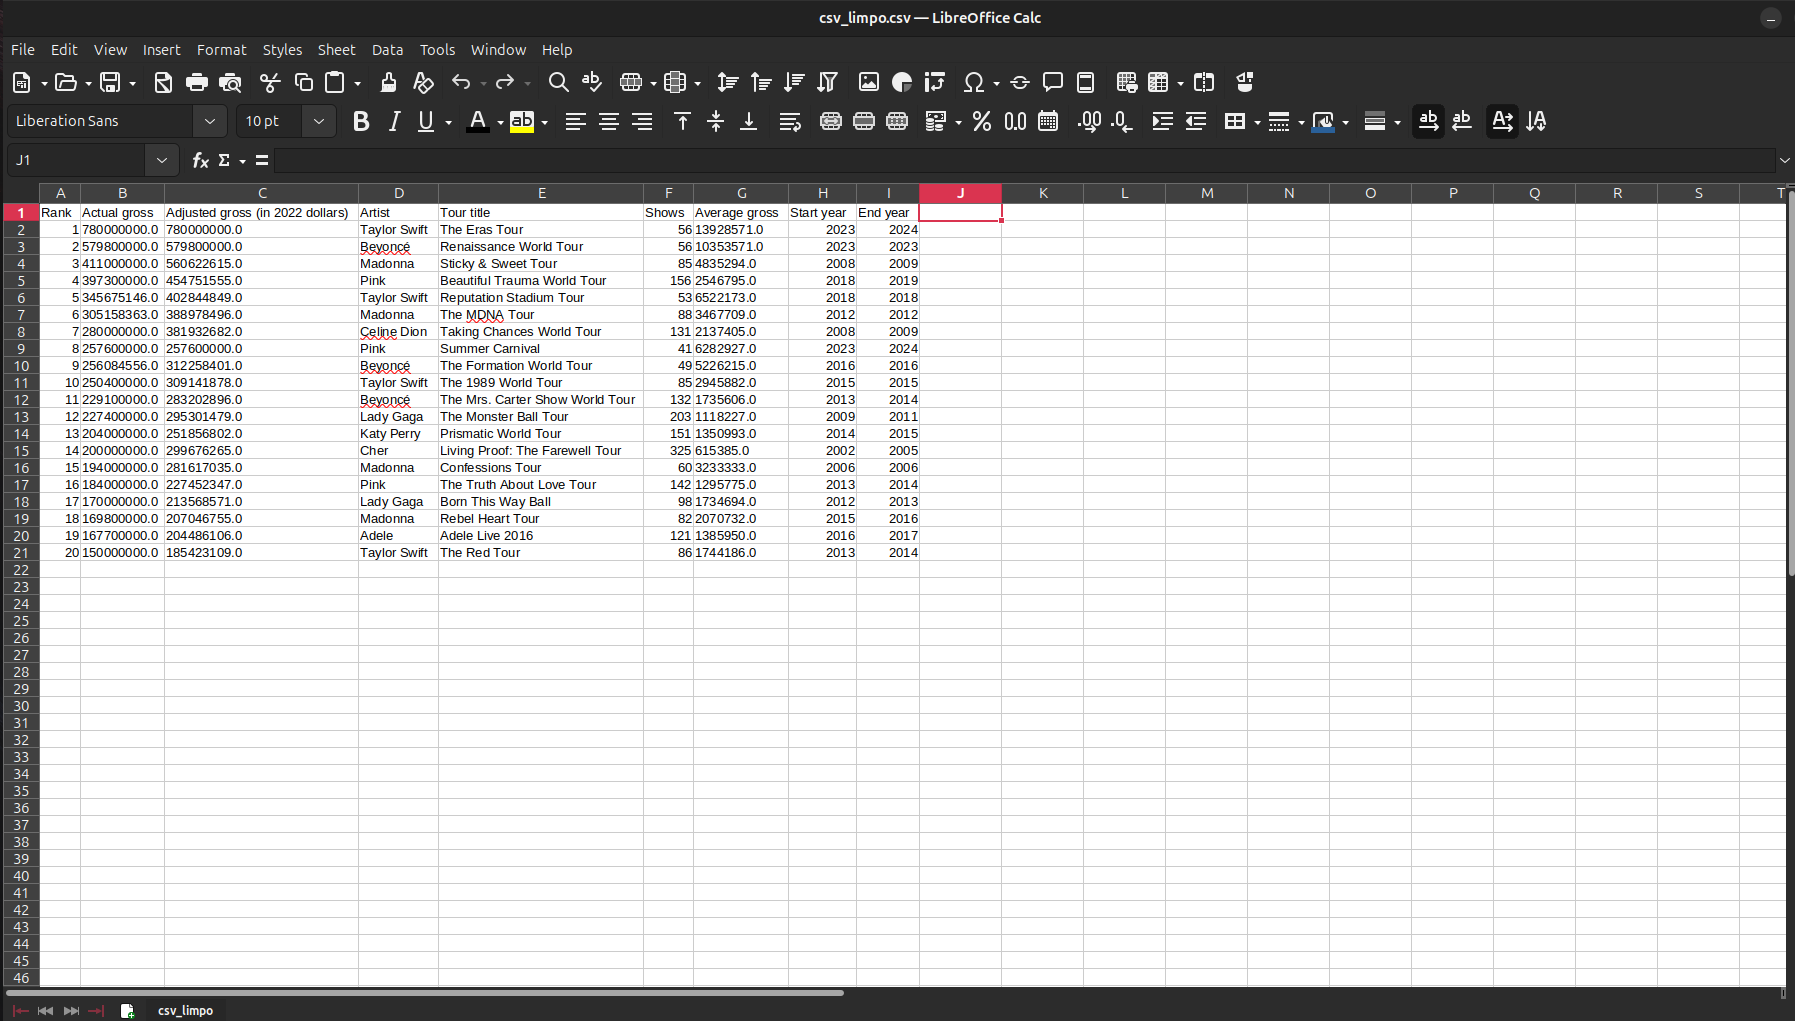 csv_limpo.csv — LibreOffice Calc
File Edit View Insert Format Styles Sheet Data Tools Window Help
Liberation Sans 10 pt
J1
A B C D E F G H I J K L M N O P Q R S T
1 Rank Actual gross Adjusted gross (in 2022 dollars) Artist Tour title Shows Average gross Start year End year
2 1 780000000.0 780000000.0 Taylor Swift The Eras Tour 56 13928571.0 2023 2024
3 2 579800000.0 579800000.0 Beyoncé Renaissance World Tour 56 10353571.0 2023 2023
4 3 411000000.0 560622615.0 Madonna Sticky & Sweet Tour 85 4835294.0 2008 2009
5 4 397300000.0 454751555.0 Pink Beautiful Trauma World Tour 156 2546795.0 2018 2019
6 5 345675146.0 402844849.0 Taylor Swift Reputation Stadium Tour 53 6522173.0 2018 2018
7 6 305158363.0 388978496.0 Madonna The MDNA Tour 88 3467709.0 2012 2012
8 7 280000000.0 381932682.0 Celine Dion Taking Chances World Tour 131 2137405.0 2008 2009
9 8 257600000.0 257600000.0 Pink Summer Carnival 41 6282927.0 2023 2024
10 9 256084556.0 312258401.0 Beyoncé The Formation World Tour 49 5226215.0 2016 2016
11 10 250400000.0 309141878.0 Taylor Swift The 1989 World Tour 85 2945882.0 2015 2015
12 11 229100000.0 283202896.0 Beyoncé The Mrs. Carter Show World Tour 132 1735606.0 2013 2014
13 12 227400000.0 295301479.0 Lady Gaga The Monster Ball Tour 203 1118227.0 2009 2011
14 13 204000000.0 251856802.0 Katy Perry Prismatic World Tour 151 1350993.0 2014 2015
15 14 200000000.0 299676265.0 Cher Living Proof: The Farewell Tour 325 615385.0 2002 2005
16 15 194000000.0 281617035.0 Madonna Confessions Tour 60 3233333.0 2006 2006
17 16 184000000.0 227452347.0 Pink The Truth About Love Tour 142 1295775.0 2013 2014
18 17 170000000.0 213568571.0 Lady Gaga Born This Way Ball 98 1734694.0 2012 2013
19 18 169800000.0 207046755.0 Madonna Rebel Heart Tour 82 2070732.0 2015 2016
20 19 167700000.0 204486106.0 Adele Adele Live 2016 121 1385950.0 2016 2017
21 20 150000000.0 185423109.0 Taylor Swift The Red Tour 86 1744186.0 2013 2014
22
23
24
25
26
27
28
29
30
31
32
33
34
35
36
37
38
39
40
41
42
43
44
45
46
csv_limpo